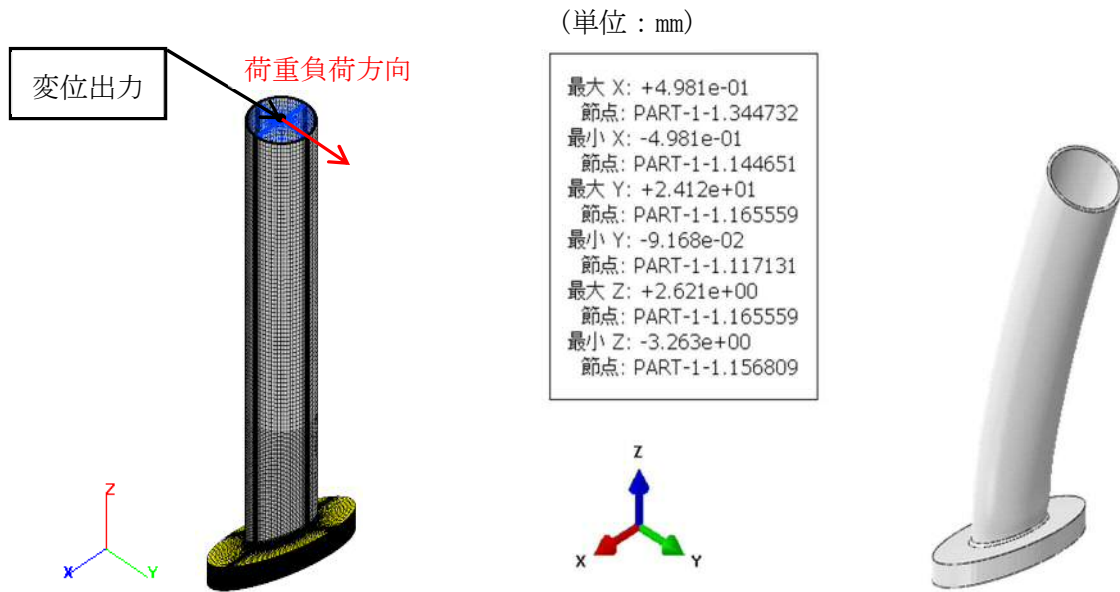 (単位：mm)
荷重負荷方向
変位出力
最大 X: +4.981e-01
節点: PART-1-1.344732
最小 X: -4.981e-01
節点: PART-1-1.144651
最大 Y: +2.412e+01
節点: PART-1-1.165559
最小 Y: -9.168e-02
節点: PART-1-1.117131
最大 Z: +2.621e+00
節点: PART-1-1.165559
最小 Z: -3.263e+00
節点: PART-1-1.156809
Z
X
Y
Z
X
Y